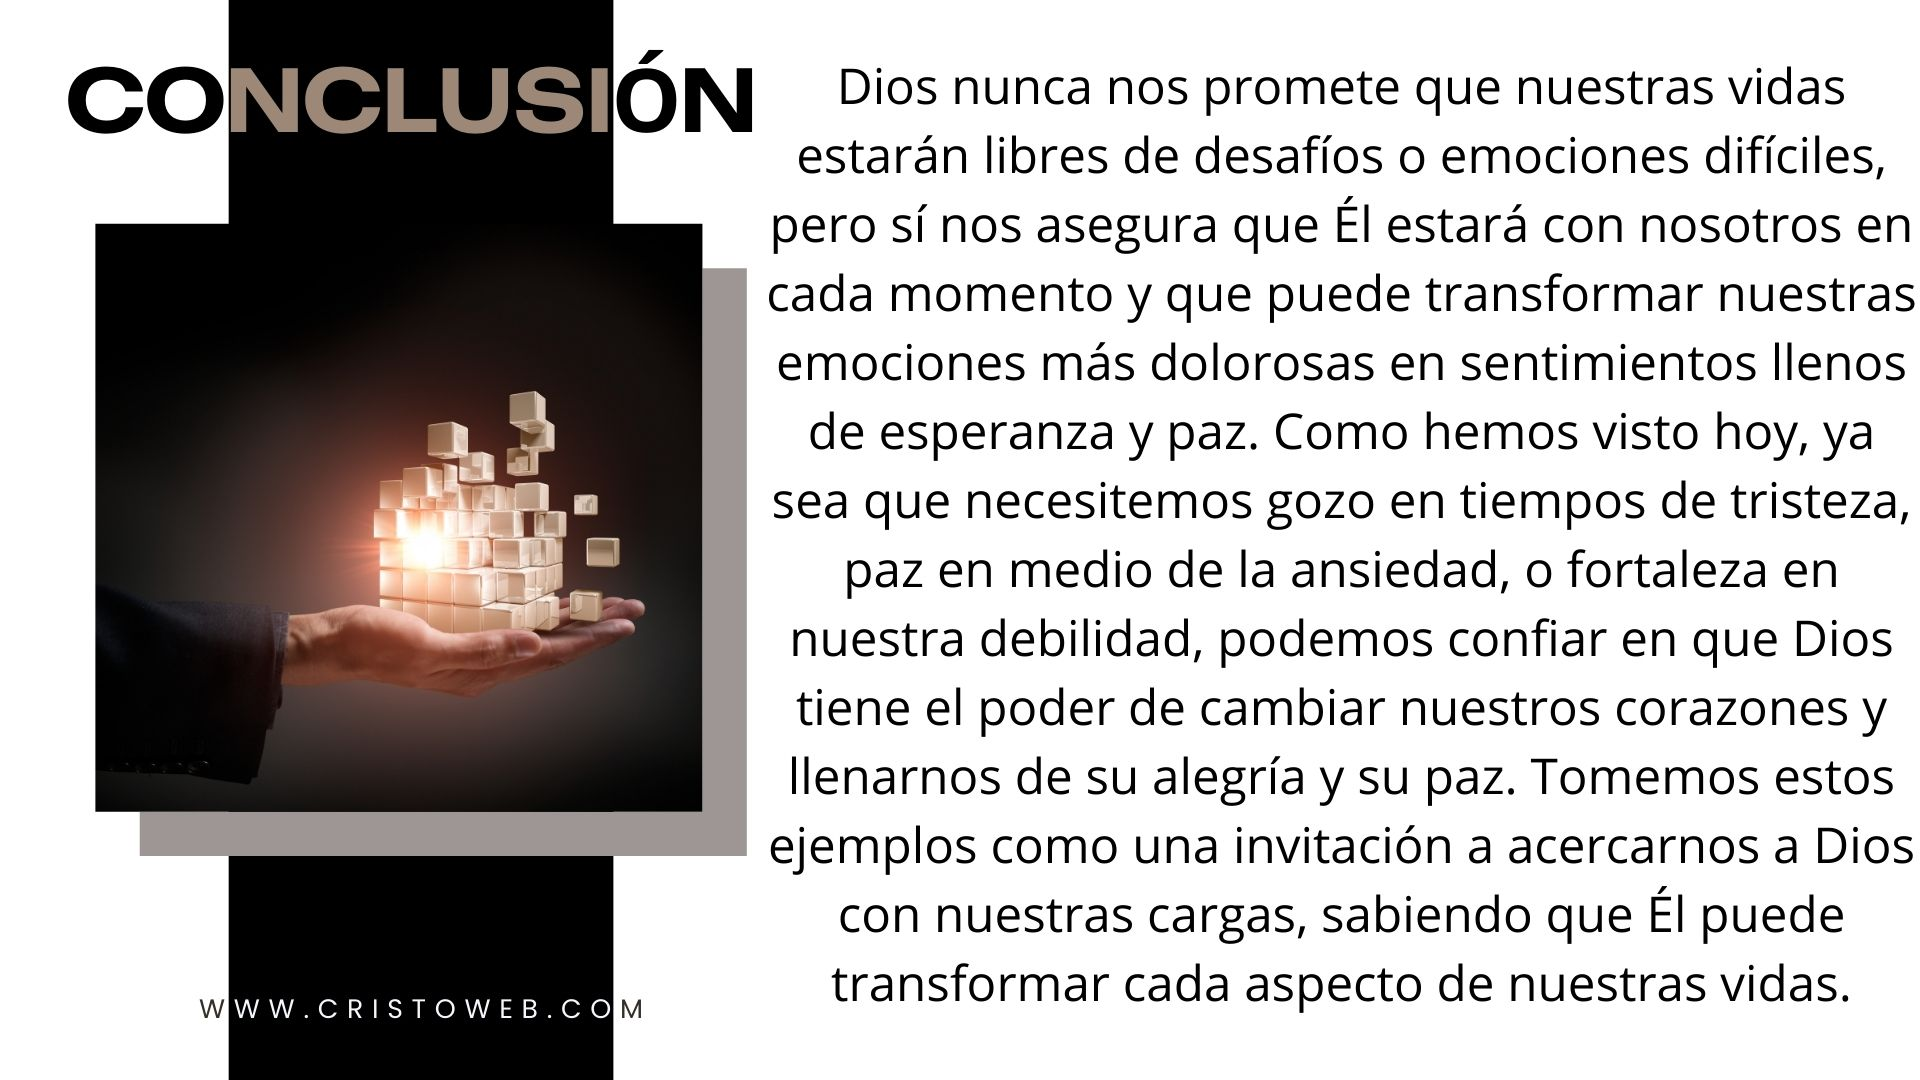 CONCLUSIÓN
Dios nunca nos promete que nuestras vidas
estarán libres de desafíos o emociones difíciles,
pero sí nos asegura que Él estará con nosotros en
cada momento y que puede transformar nuestras
emociones más dolorosas en sentimientos llenos
de esperanza y paz. Como hemos visto hoy, ya
sea que necesitemos gozo en tiempos de tristeza,
paz en medio de la ansiedad, o fortaleza en
nuestra debilidad, podemos confiar en que Dios
tiene el poder de cambiar nuestros corazones y
llenarnos de su alegría y su paz. Tomemos estos
ejemplos como una invitación a acercarnos a Dios
con nuestras cargas, sabiendo que Él puede
transformar cada aspecto de nuestras vidas.
WWW.CRISTOWEB.COM